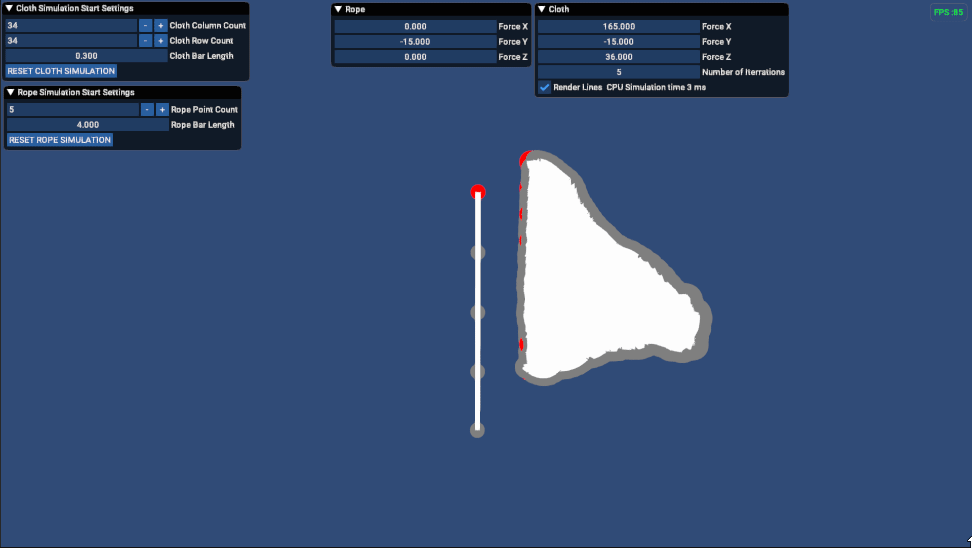 Cloth Simulation Start Settings
34 - + Cloth Column Count
34 - + Cloth Row Count
0.300 Cloth Bar Length
RESET CLOTH SIMULATION
Rope Simulation Start Settings
5 - + Rope Point Count
4.000 Rope Bar Length
RESET ROPE SIMULATION
Rope
0.000 Force X
-15.000 Force Y
0.000 Force Z
Cloth
165.000 Force X
-15.000 Force Y
36.000 Force Z
5 Number of Iterrations
Render Lines CPU Simulation time 3 ms
FPS :65